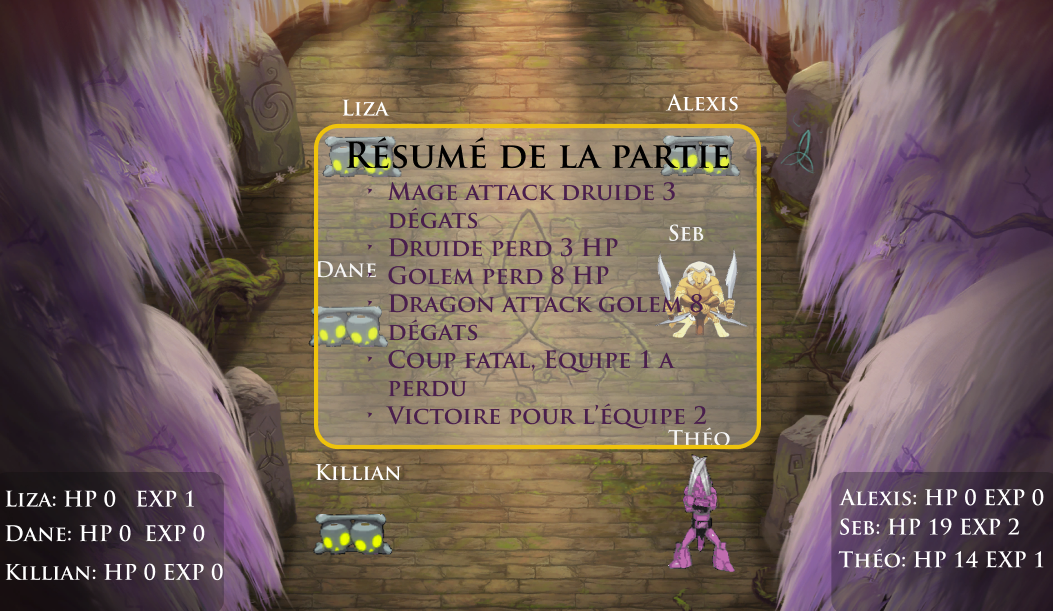 Liza
Alexis
Résumé de la partie
Mage attack druide 3
dégats
Druide perd 3 HP
Seb
Dane
Golem perd 8 HP
Dragon attack golem 8
dégats
Coup fatal, Equipe 1 a
perdu
Victoire pour l'équipe 2
Théo
Killian
Liza: HP 0 EXP 1
Dane: HP 0 EXP 0
Killian: HP 0 EXP 0
Alexis: HP 0 EXP 0
Seb: HP 19 EXP 2
Théo: HP 14 EXP 1